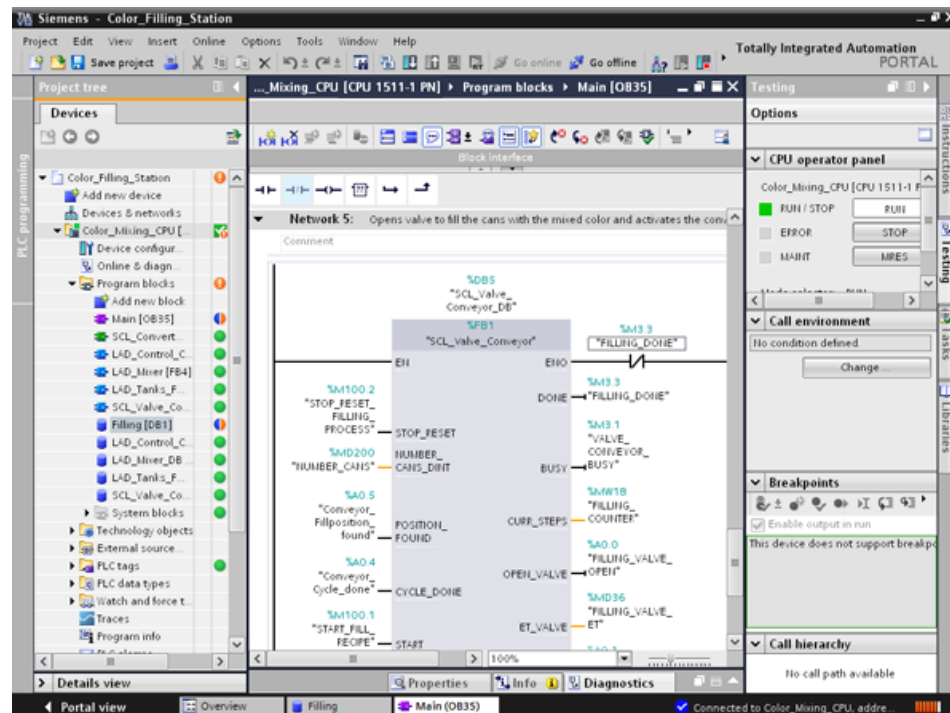 Siemens - Color_Filling_Station
Project Edit View Insert Online Options Tools Window Help
Totally Integrated Automation
PORTAL
Save project
Go online
Go offline
Project tree
..._Mixing_CPU [CPU 1511-1 PN] Program blocks Main [OB35]
Testing
Devices
Options
Block interface
PLC programming
Color_Filling_Station
Add new device
Devices & networks
Color_Mixing_CPU [...
Device configur...
Online & diagn...
Program blocks
Add new block
Main [OB35]
SCL_Convert...
LAD_Control_C...
LAD_Mixer [FB4]
LAD_Tanks_F...
SCL_Valve_Co...
Filling [DB1]
LAD_Control_C...
LAD_Mixer_DB ...
LAD_Tanks_F...
SCL_Valve_Co...
System blocks
Technology objects
External source...
PLC tags
PLC data types
Watch and force t...
Traces
Program info
Details view
Network 5: Opens valve to fill the cans with the mixed color and activates the conv
Comment
%DB5
"SCL_Valve_
Conveyor_DB"
%FB1
"SCL_Valve_Conveyor"
EN
ENO
%M3.3
"FILLING_DONE"
%M100.2
"STOP_RESET_
FILLING_
PROCESS"
STOP_RESET
%MD200
"NUMBER_CANS"
NUMBER_
CANS_DINT
%A0.5
"Conveyor_
Fillposition_
found"
POSITION_
FOUND
%A0.4
"Conveyor_
Cycle_done"
CYCLE_DONE
%M100.1
"START_FILL_
RECIPE"
START
DONE
%M3.3
"FILLING_DONE"
%M3.1
"VALVE_
CONVEYOR_
BUSY"
BUSY
%MW18
"FILLING_
COUNTER"
CURR_STEPS
%A0.0
"FILLING_VALVE_
OPEN"
OPEN_VALVE
%MD36
"FILLING_VALVE_
ET"
ET_VALVE
100%
Properties
Info
Diagnostics
CPU operator panel
Color_Mixing_CPU [CPU 1511-1 P
RUN / STOP
RUN
ERROR
STOP
MAINT
MRES
Call environment
No condition defined
Change...
Breakpoints
Enable output in run
This device does not support breakpo
Call hierarchy
No call path available
Instructions
Testing
Tasks
Libraries
Portal view
Overview
Filling
Main (OB35)
Connected to Color_Mixing_CPU, addre...